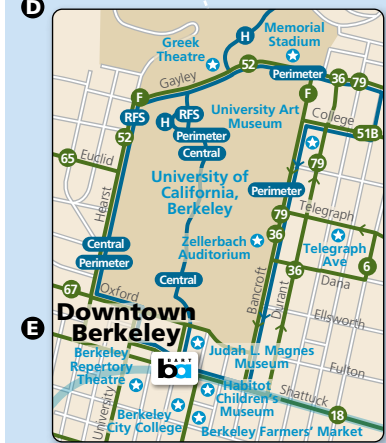 D
H
Memorial
Stadium
Greek
Theatre
52
Gayley
Perimeter
36
79
F
F
RFS
H
RFS
University Art
Museum
College
51B
52
Perimeter
Central
79
65
Euclid
University of
California,
Berkeley
Perimeter
Hearst
79
Telegraph
Zellerbach
Auditorium
36
Telegraph
Ave
Central
Perimeter
Central
36
6
Dana
67
Oxford
Bancroft
Durant
E
Downtown
Berkeley
Ellsworth
BART
ba
Judah L. Magnes
Museum
Fulton
Berkeley
Repertory
Theatre
Habitot
Children's
Museum
Shattuck
18
University
Berkeley
City College
Berkeley Farmers' Market